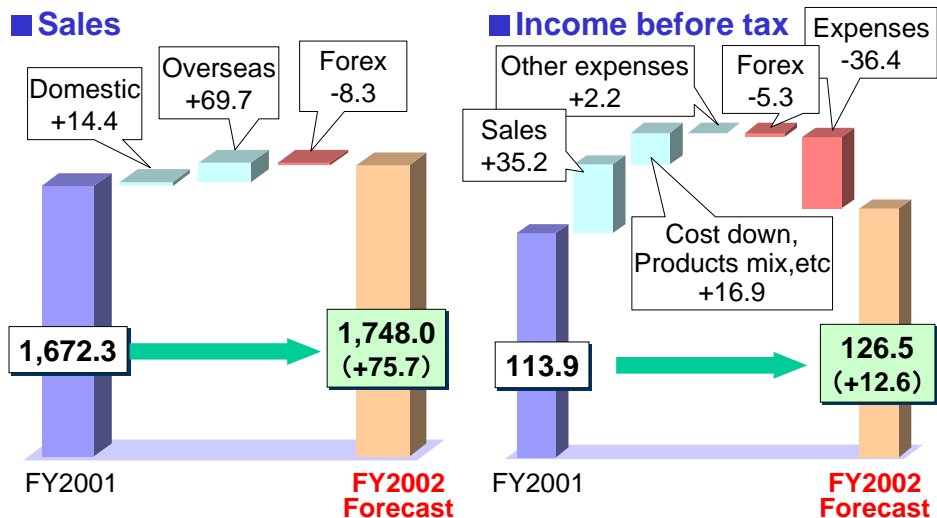 Sales
Domestic
+14.4
Overseas
+69.7
Forex
-8.3
1,672.3
1,748.0
(+75.7)
FY2001
FY2002
Forecast
Income before tax
Sales
+35.2
Other expenses
+2.2
Forex
-5.3
Expenses
-36.4
Cost down,
Products mix,etc
+16.9
113.9
126.5
(+12.6)
FY2001
FY2002
Forecast